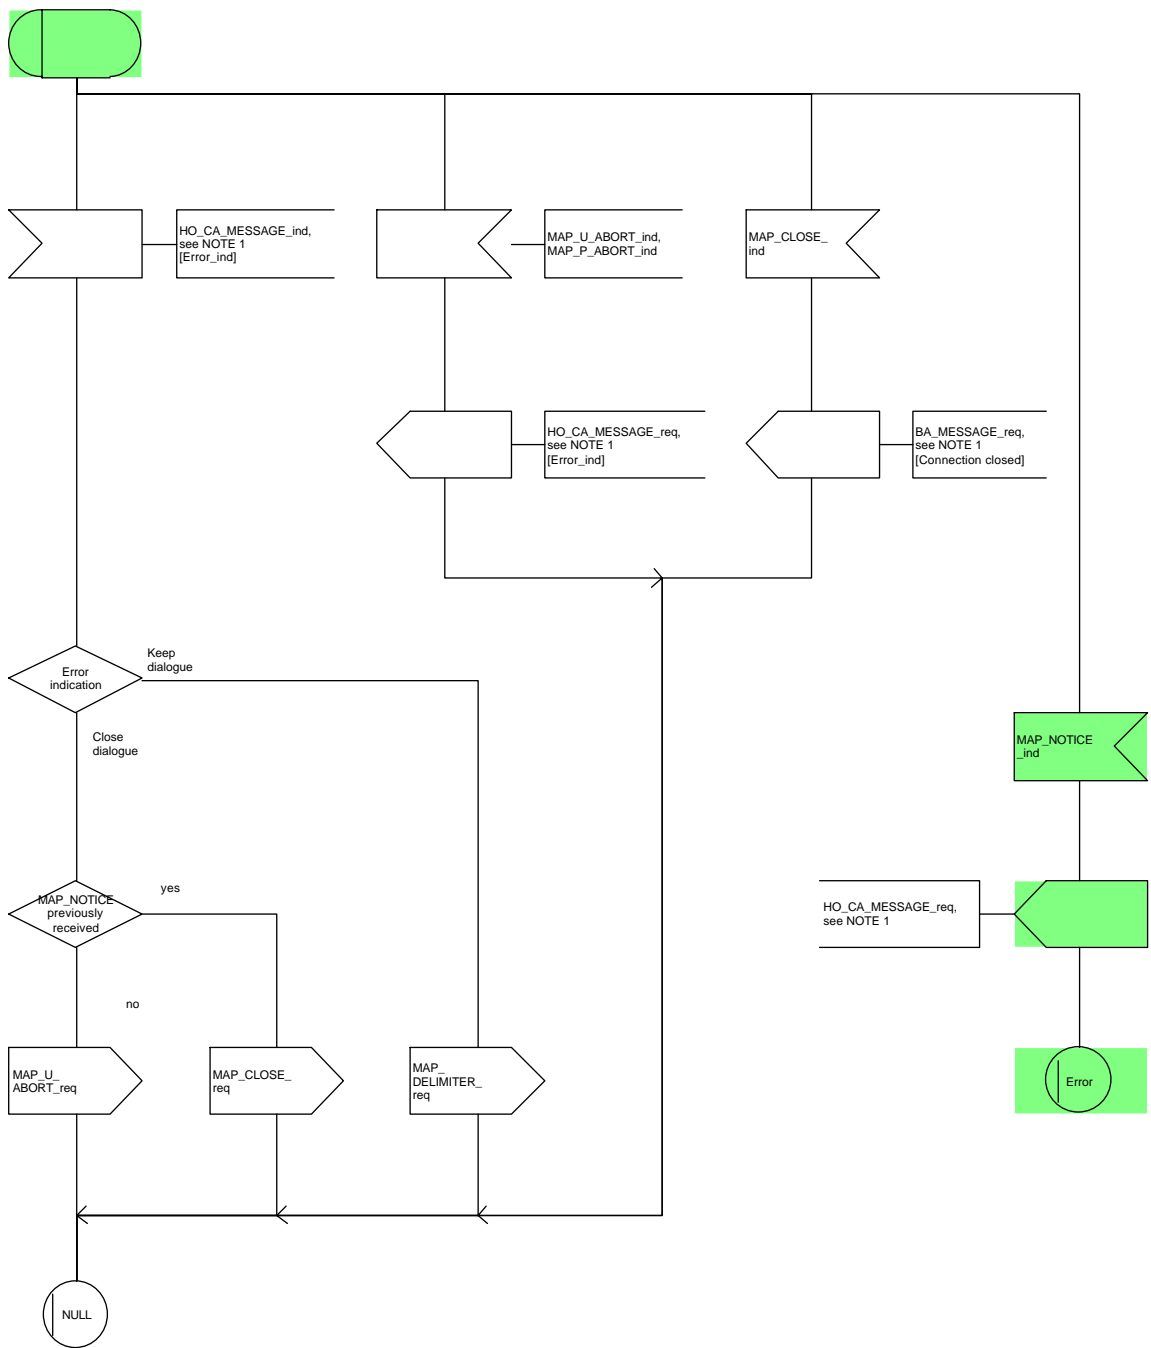 HO_CA_MESSAGE_ind,
see NOTE 1
[Error_ind]
MAP_U_ABORT_ind,
MAP_P_ABORT_ind
MAP_CLOSE_
ind
HO_CA_MESSAGE_req,
see NOTE 1
[Error_ind]
BA_MESSAGE_req,
see NOTE 1
[Connection closed]
Error
indication
Keep
dialogue
Close
dialogue
MAP_NOTICE
_ind
MAP_NOTICE
previously
received
yes
HO_CA_MESSAGE_req,
see NOTE 1
no
MAP_U_
ABORT_req
MAP_CLOSE_
req
MAP_
DELIMITER_
req
Error
NULL